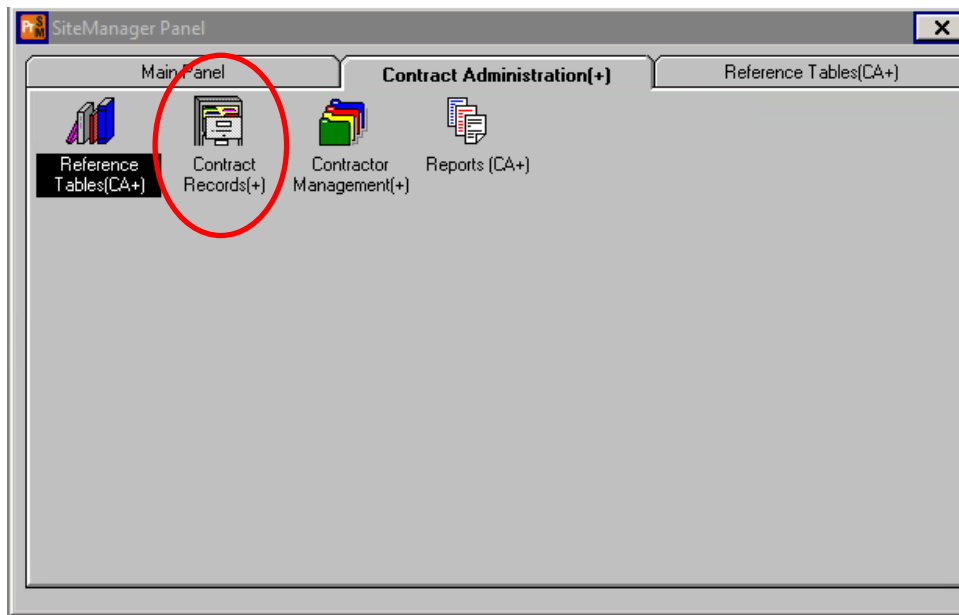 SiteManager Panel
Main Panel
Contract Administration(+)
Reference Tables(CA+)
Reference
Tables(CA+)
Contract
Records(+)
Contractor
Management(+)
Reports (CA+)